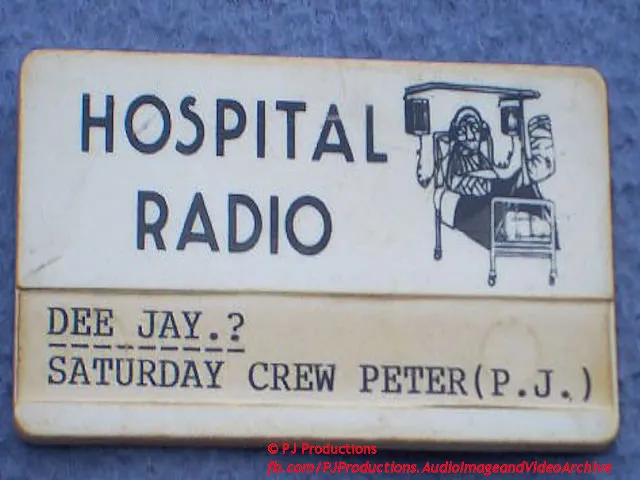 HOSPITAL
RADIO
DEE JAY.?
SATURDAY CREW PETER(P.J.)
© PJ Productions
fb.com/PJProductions.AudioImageandVideoArchive